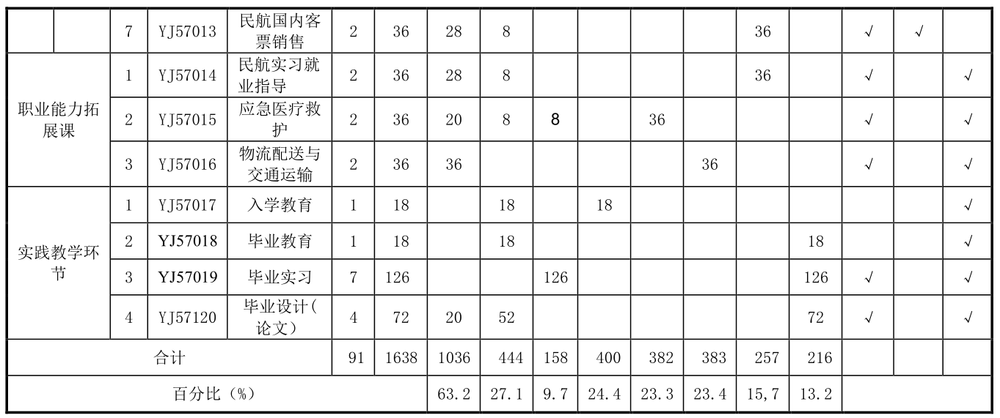 7 YJ57013 民航国内客票销售 2 36 28 8 36 √ √
职业能力拓展课
1 YJ57014 民航实习就业指导 2 36 28 8 36 √ √
2 YJ57015 应急医疗救护 2 36 20 8 8 36 √ √
3 YJ57016 物流配送与交通运输 2 36 36 36 √ √
实践教学环节
1 YJ57017 入学教育 1 18 18 18 √
2 YJ57018 毕业教育 1 18 18 18 √
3 YJ57019 毕业实习 7 126 126 126 √ √
4 YJ57120 毕业设计(论文） 4 72 20 52 72 √ √
合计 91 1638 1036 444 158 400 382 383 257 216
百分比（%） 63.2 27.1 9.7 24.4 23.3 23.4 15,7 13.2